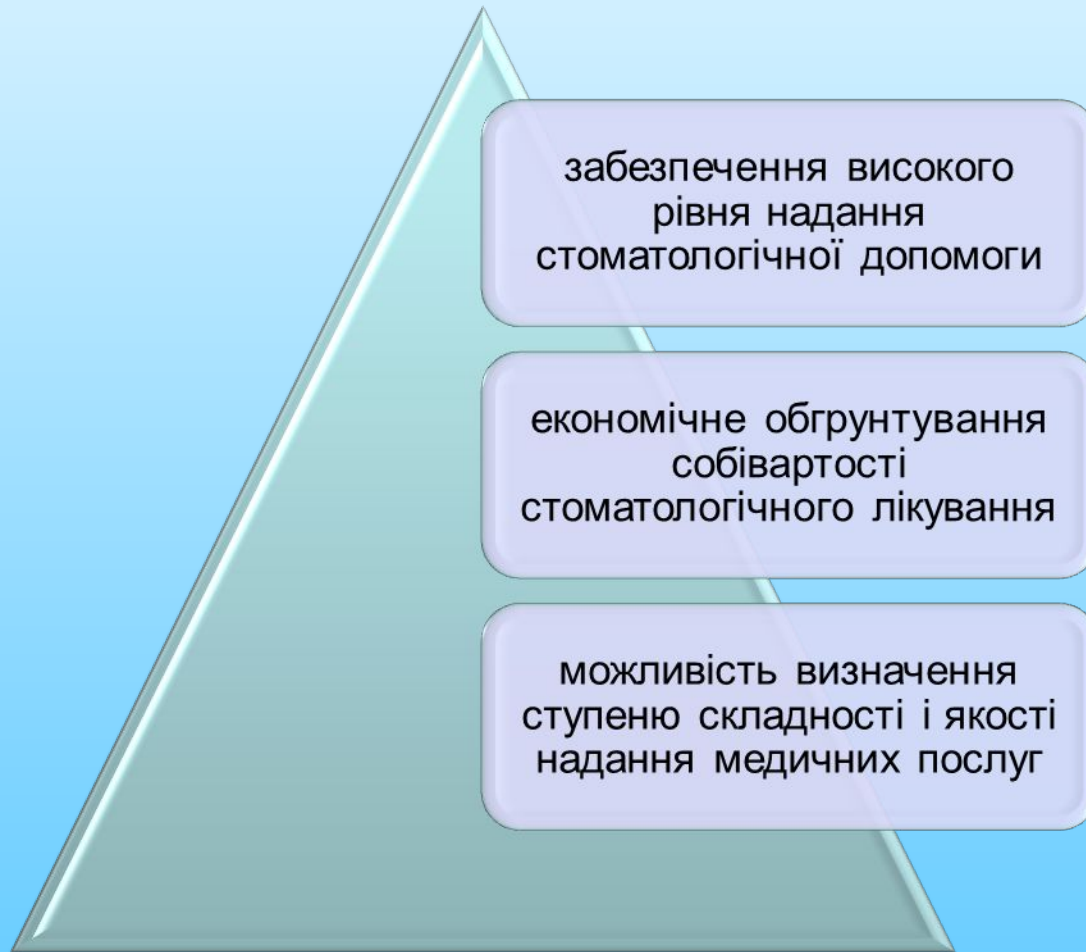 забезпечення високого
рівня надання
стоматологічної допомоги
економічне обгрунтування
собівартості
стоматологічного лікування
можливість визначення
ступеню складності і якості
надання медичних послуг